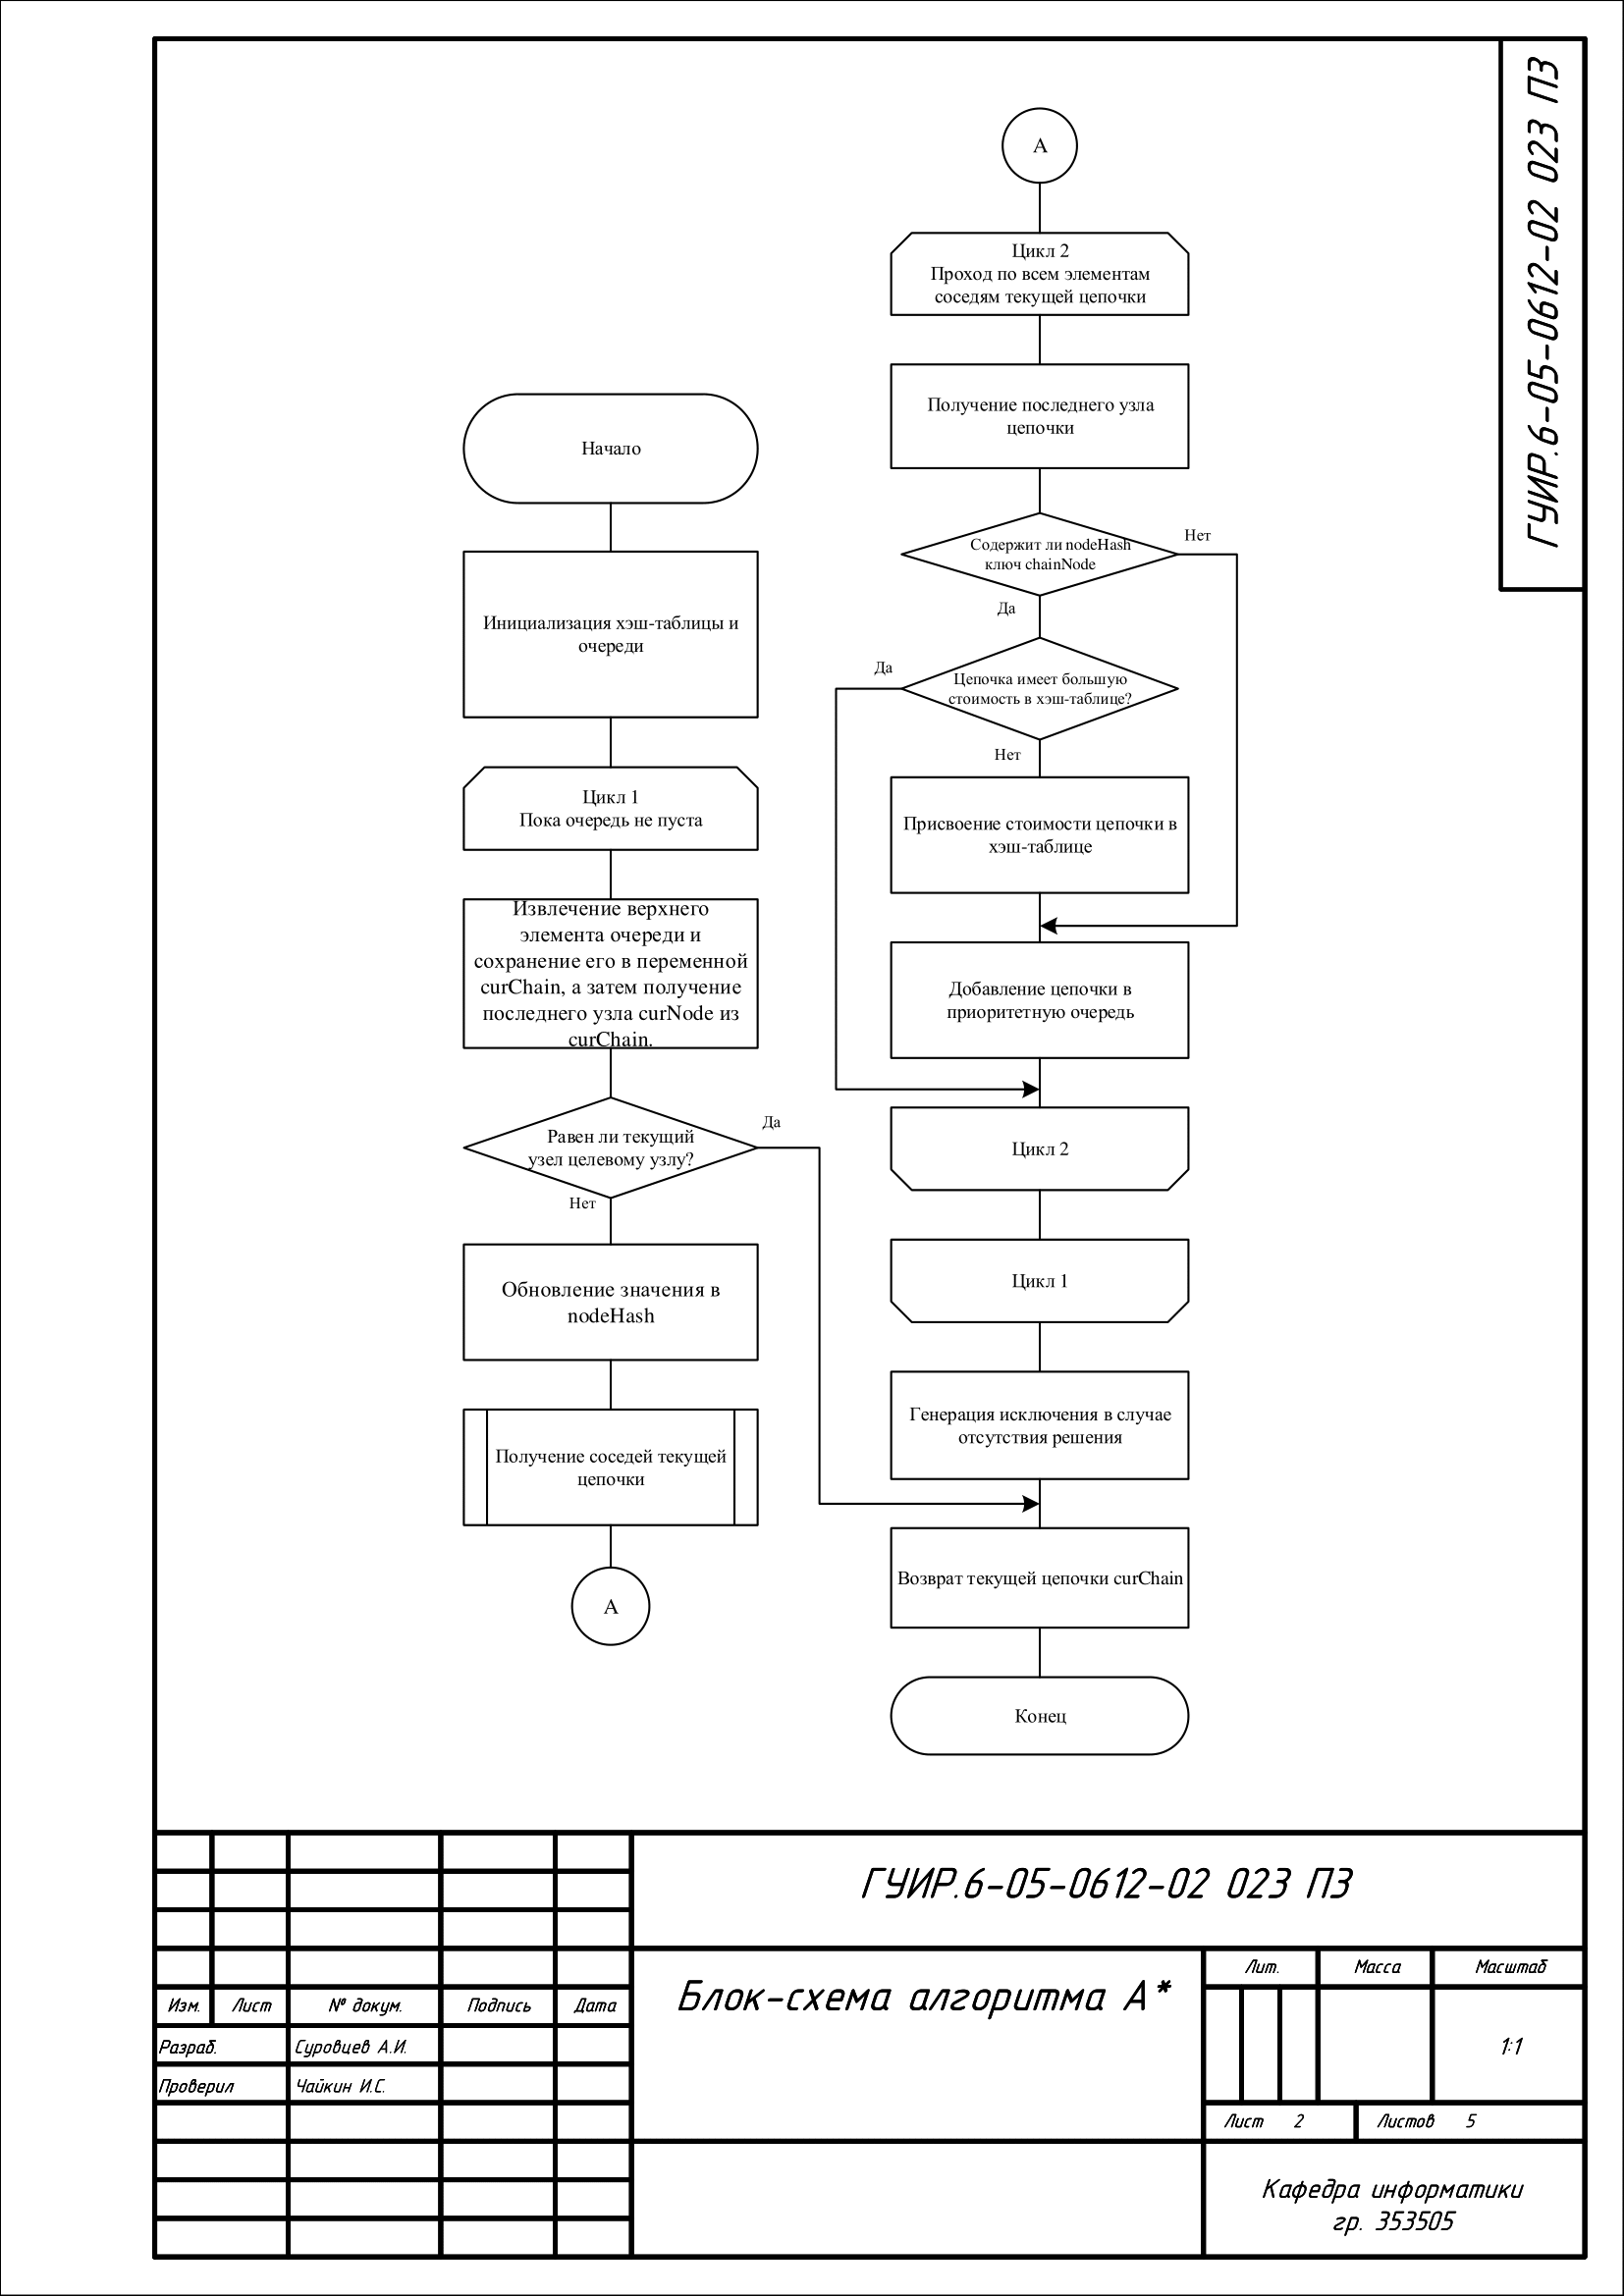 ГУИР.6-05-0612-02 023 ПЗ
Начало
Инициализация хэш-таблицы и
очереди
Цикл 1
Пока очередь не пуста
Извлечение верхнего
элемента очереди и
сохранение его в переменной
curChain, а затем получение
последнего узла curNode из
curChain.
Равен ли текущий
узел целевому узлу?
Да
Нет
Обновление значения в
nodeHash
Получение соседей текущей
цепочки
А
А
Цикл 2
Проход по всем элементам
соседям текущей цепочки
Получение последнего узла
цепочки
Содержит ли nodeHash
ключ chainNode
Нет
Да
Цепочка имеет большую
стоимость в хэш-таблице?
Да
Нет
Присвоение стоимости цепочки в
хэш-таблице
Добавление цепочки в
приоритетную очередь
Цикл 2
Цикл 1
Генерация исключения в случае
отсутствия решения
Возврат текущей цепочки curChain
Конец
ГУИР.6-05-0612-02 023 ПЗ
Блок-схема алгоритма А*
Лит. Масса Масштаб
1:1
Лист 2 Листов 5
Изм. Лист № докум. Подпись Дата
Разраб. Суровцев А.И.
Проверил Чайкин И.С.
Кафедра информатики
гр. 353505